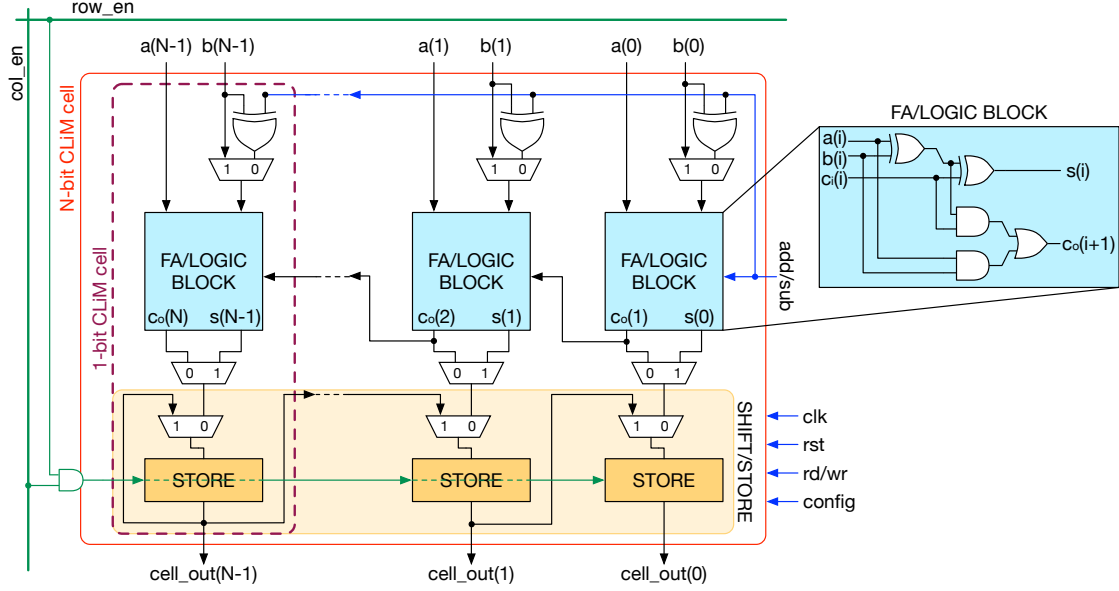 row_en
col_en
a(N-1) b(N-1) a(1) b(1) a(0) b(0)
N-bit CLiM cell
1-bit CLiM cell
1 0 1 0 1 0
FA/LOGIC BLOCK
a(i)
b(i)
cᵢ(i)
s(i)
cₒ(i+1)
FA/LOGIC
BLOCK
cₒ(N) s(N-1)
FA/LOGIC
BLOCK
cₒ(2) s(1)
FA/LOGIC
BLOCK
cₒ(1) s(0)
add/sub
0 1 0 1 0 1
1 0 1 0 1 0
STORE STORE STORE
SHIFT/STORE
clk
rst
rd/wr
config
cell_out(N-1) cell_out(1) cell_out(0)